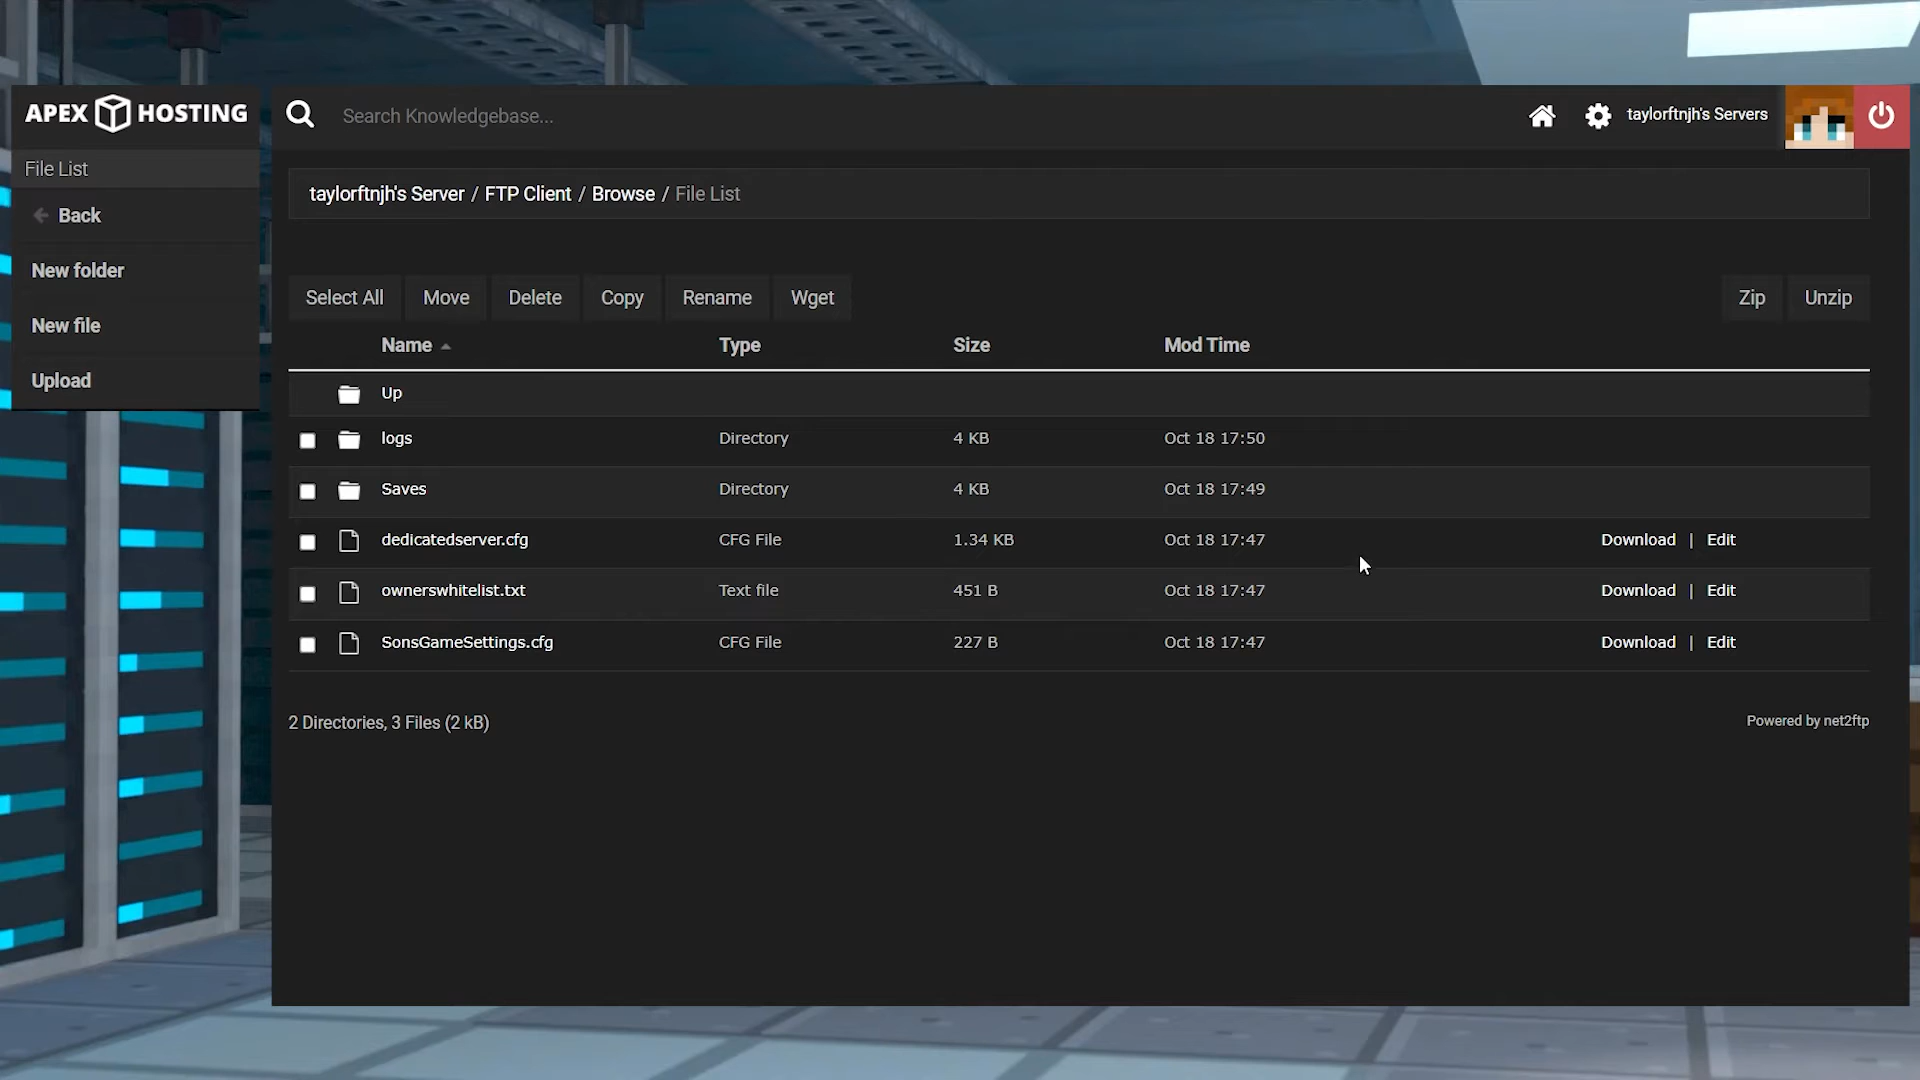 APEX HOSTING
Search Knowledgebase...
taylorftnjh's Servers
File List
Back
New folder
New file
Upload
taylorftnjh's Server / FTP Client / Browse / File List
Select All Move Delete Copy Rename Wget Zip Unzip
Name Type Size Mod Time
Up
logs Directory 4 KB Oct 18 17:50
Saves Directory 4 KB Oct 18 17:49
dedicatedserver.cfg CFG File 1.34 KB Oct 18 17:47 Download | Edit
ownerswhitelist.txt Text file 451 B Oct 18 17:47 Download | Edit
SonsGameSettings.cfg CFG File 227 B Oct 18 17:47 Download | Edit
2 Directories, 3 Files (2 kB)
Powered by net2ftp